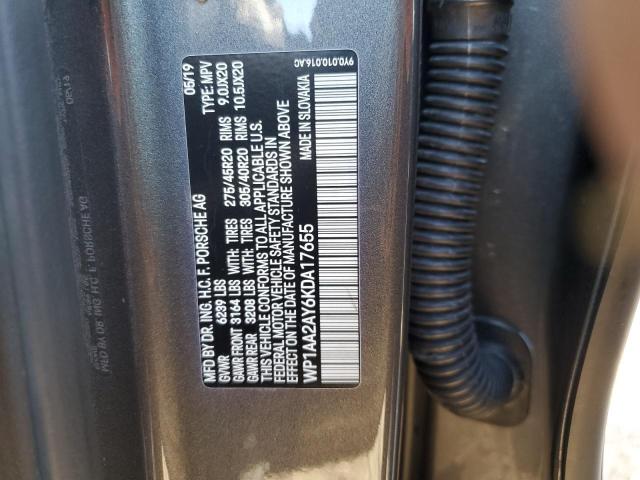 MFD BY DR. ING. H.C. F. PORSCHE AG 05/19
GVWR 6239 LBS TYPE: MPV
GAWR FRONT 3164 LBS WITH: TIRES 275/45R20 RIMS 9.0JX20
GAWR REAR 3208 LBS WITH: TIRES 305/40R20 RIMS 10.5JX20
THIS VEHICLE CONFORMS TO ALL APPLICABLE U.S.
FEDERAL MOTOR VEHICLE SAFETY STANDARDS IN
EFFECT ON DATE OF MANUFACTURE SHOWN ABOVE
WP1AA2AY6KDA17655 MADE IN SLOVAKIA
9Y0.010.016.AC